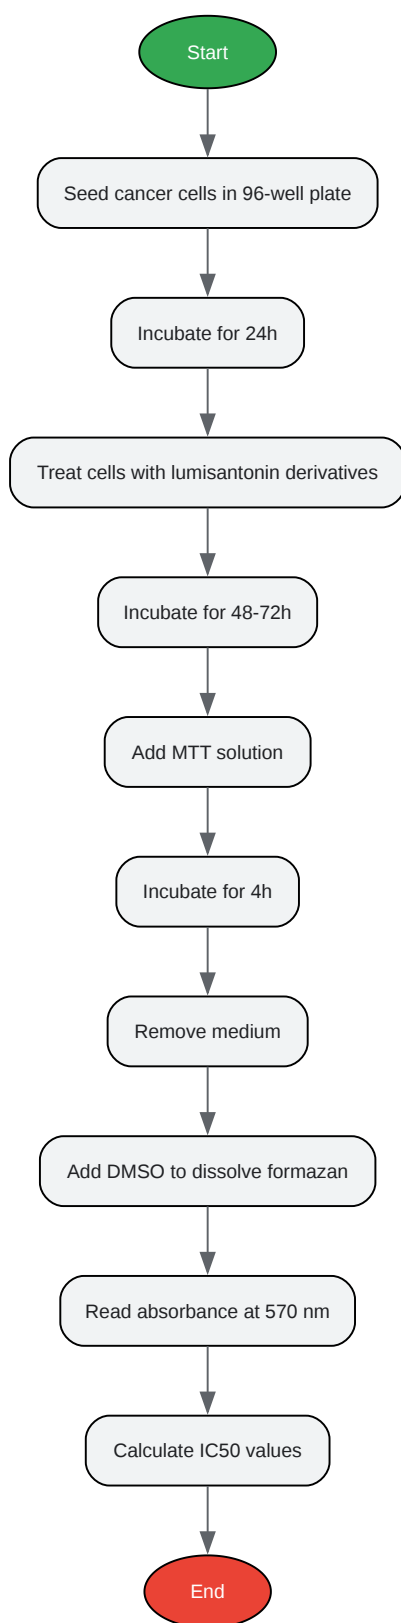 Start
Seed cancer cells in 96-well plate
Incubate for 24h
Treat cells with lumisantonin derivatives
Incubate for 48-72h
Add MTT solution
Incubate for 4h
Remove medium
Add DMSO to dissolve formazan
Read absorbance at 570 nm
Calculate IC50 values
End